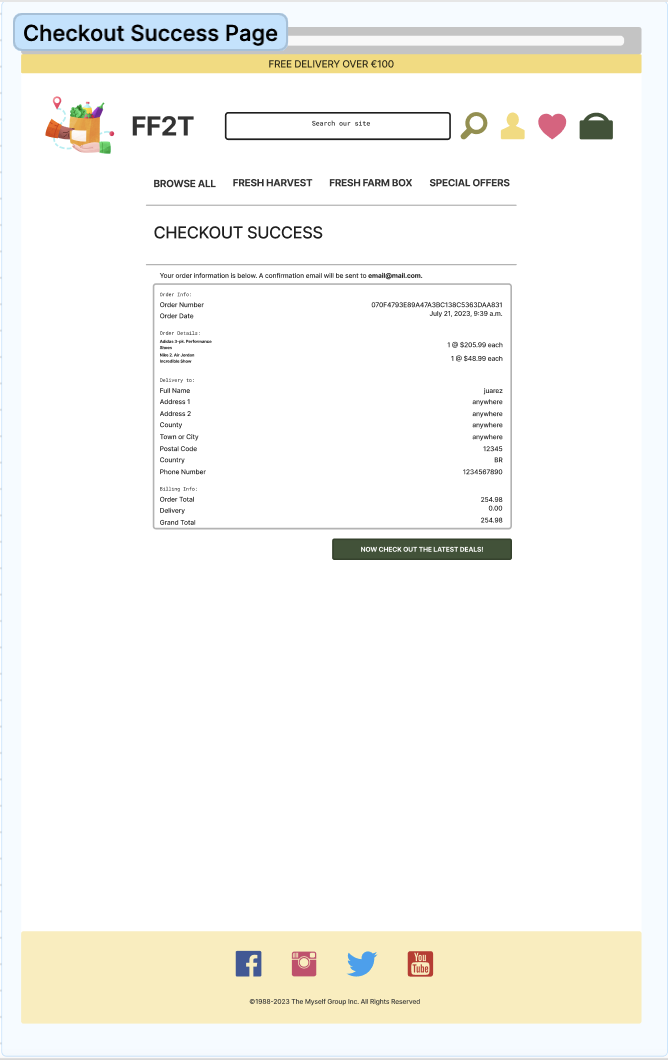 Checkout Success Page
FREE DELIVERY OVER €100
FF2T
Search our site
BROWSE ALL FRESH HARVEST FRESH FARM BOX SPECIAL OFFERS
CHECKOUT SUCCESS
Your order information is below. A confirmation email will be sent to email@mail.com.
Order Info:
Order Number 070F4793E89A47A3BC138C5363DAA831
Order Date July 21, 2023, 9:39 a.m.
Order Details:
Adidas 3-pit. Performance
Shoes 1 @ $205.99 each
Nike 2. Air Jordan
Incredible Show 1 @ $48.99 each
Delivery to:
Full Name juarez
Address 1 anywhere
Address 2 anywhere
County anywhere
Town or City anywhere
Postal Code 12345
Country BR
Phone Number 1234567890
Billing Info:
Order Total 254.98
Delivery 0.00
Grand Total 254.98
NOW CHECK OUT THE LATEST DEALS!
You
Tube
©1988-2023 The Myself Group Inc. All Rights Reserved